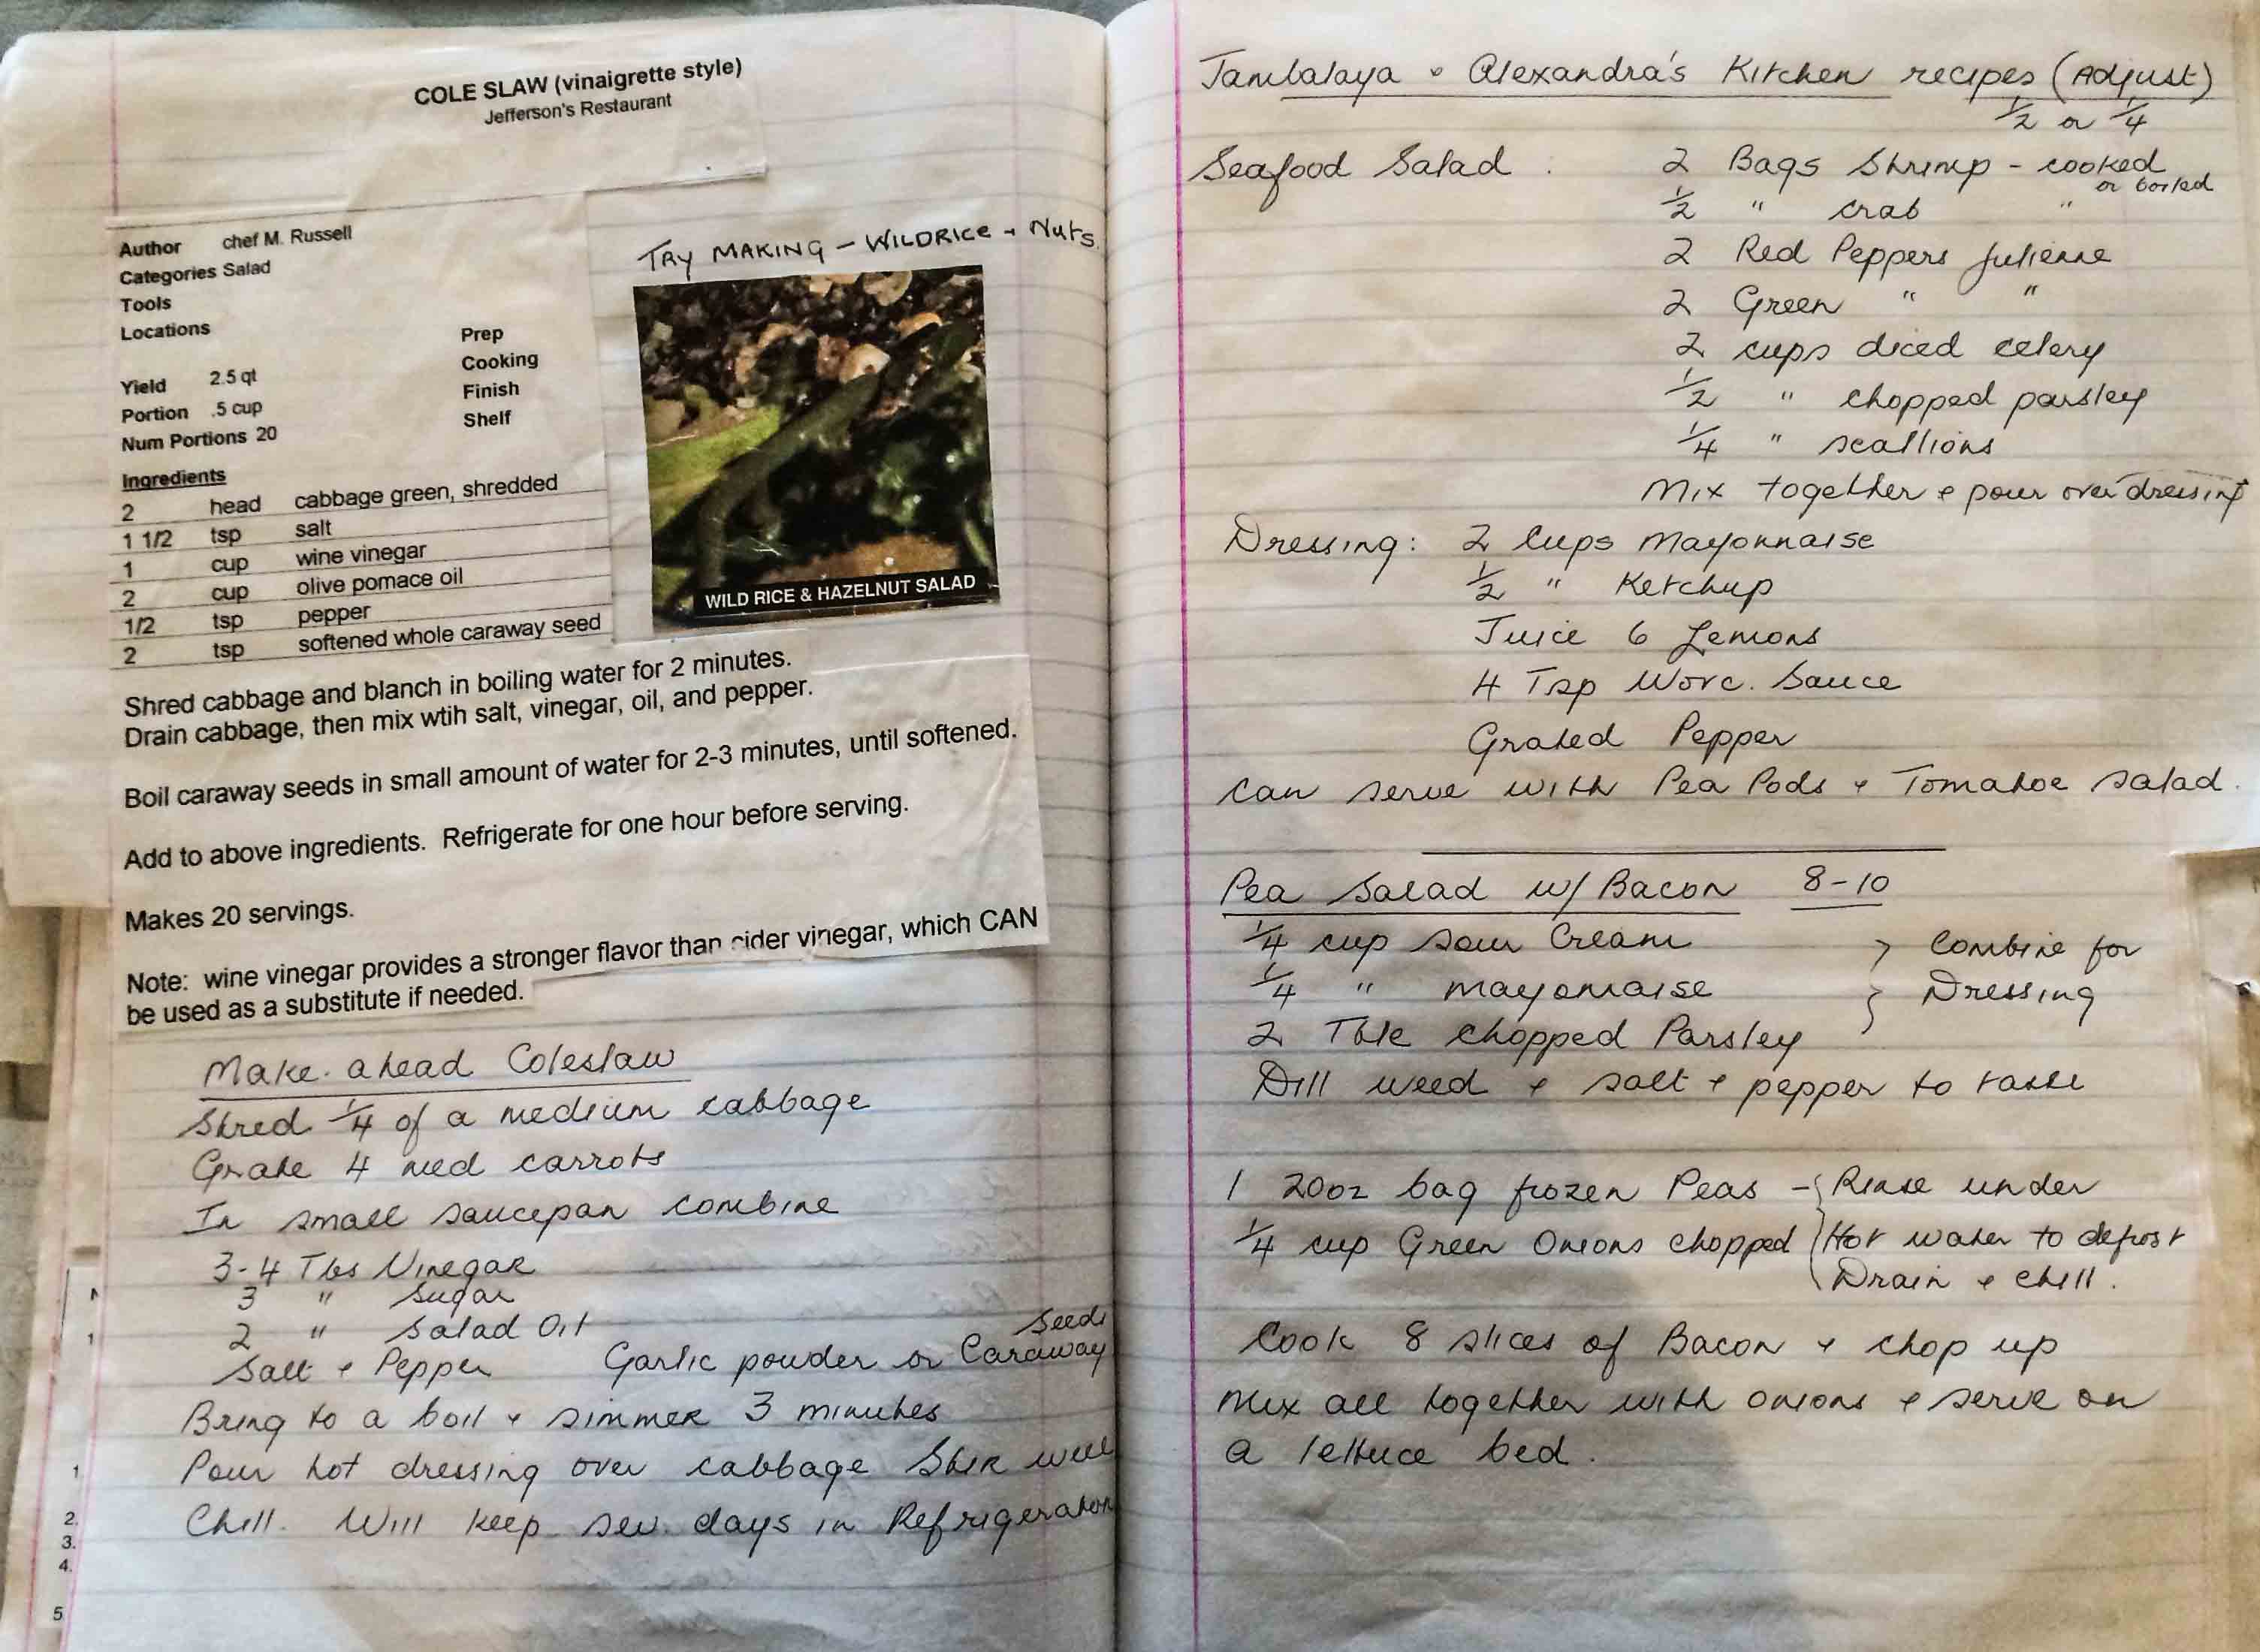 COLE SLAW (vinaigrette style)
Jefferson's Restaurant
Author chef M. Russell
Categories Salad
Tools
Locations
Prep
Cooking
Finish
Shelf
Yield 2.5 qt
Portion .5 cup
Num Portions 20
TRY MAKING - WILDRICE + NUTS
WILD RICE & HAZELNUT SALAD
Ingredients
2 head cabbage green, shredded
1 1/2 tsp salt
1 cup wine vinegar
2 cup olive pomace oil
1/2 tsp pepper
2 tsp softened whole caraway seed
Shred cabbage and blanch in boiling water for 2 minutes.
Drain cabbage, then mix wtih salt, vinegar, oil, and pepper.
Boil caraway seeds in small amount of water for 2-3 minutes, until softened.
Add to above ingredients. Refrigerate for one hour before serving.
Makes 20 servings.
Note: wine vinegar provides a stronger flavor than cider vinegar, which CAN
be used as a substitute if needed.
Make-ahead Coleslaw
Shred 1/4 of a medium cabbage
Grate 4 med carrots
In small saucepan combine
3-4 Tbs Vinegar
3 " Sugar
2 " Salad Oil
Salt + Pepper Garlic powder or Caraway Seeds
Bring to a boil + simmer 3 minutes
Pour hot dressing over cabbage Stir well
Chill. Will keep sev. days in Refrigerator
1
1.
2.
3.
4.
5
Jambalaya • Alexandra's Kitchen recipes (Adjust)
1/2 or 1/4
Seafood Salad : 2 Bags Shrimp - cooked
or boiled
1/2 " crab "
2 Red Peppers Julienne
2 Green " "
2 cups diced celery
1/2 " chopped parsley
1/4 " scallions
Mix together + pour over dressing
Dressing: 2 Cups Mayonnaise
1/2 " Ketchup
Juice 6 Lemons
4 Tsp Worc. Sauce
Grated Pepper
can serve with Pea Pods + Tomatoe salad.
Pea Salad w/ Bacon 8-10
1/4 cup sour Cream } Combine for
1/4 " mayonnaise } Dressing
2 Tble chopped Parsley
Dill weed + salt + pepper to taste
1 20oz bag frozen Peas - { Rinse under
1/4 cup Green Onions chopped { Hot water to defrost
Drain + chill.
Cook 8 slices of Bacon + chop up
Mix all together with onions + serve on
a lettuce bed.